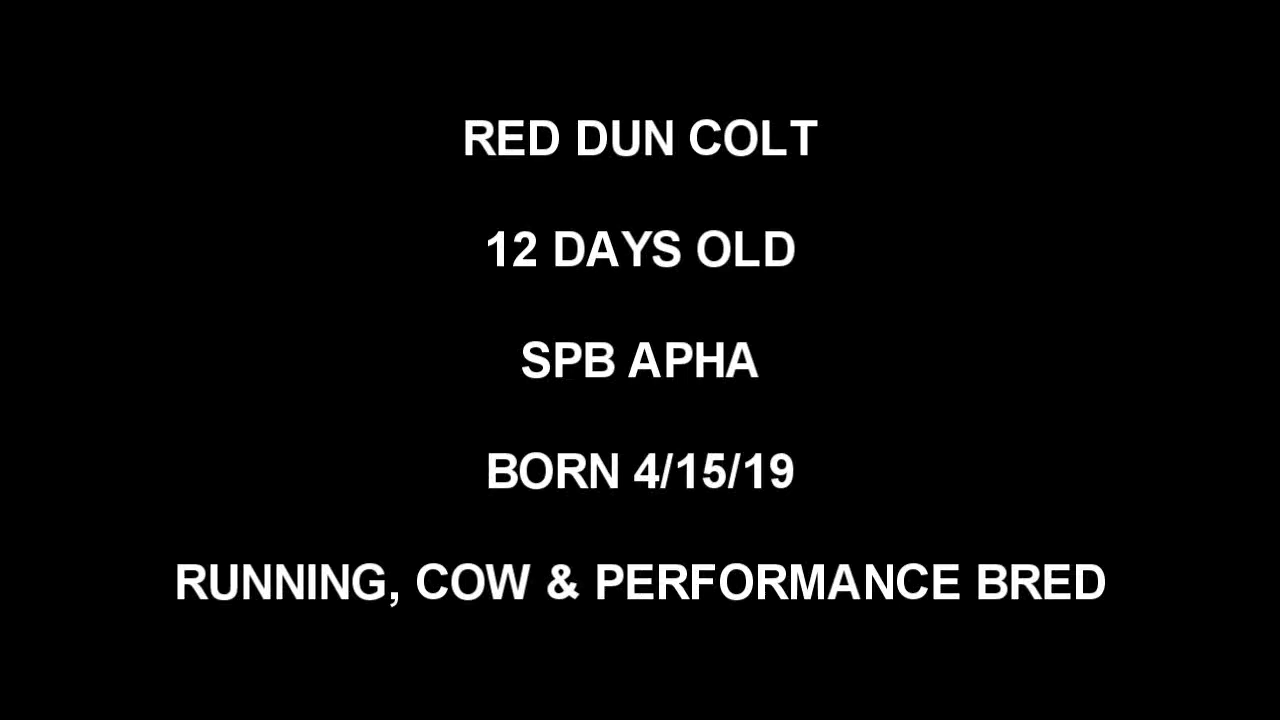 RED DUN COLT
12 DAYS OLD
SPB APHA
BORN 4/15/19
RUNNING, COW & PERFORMANCE BRED